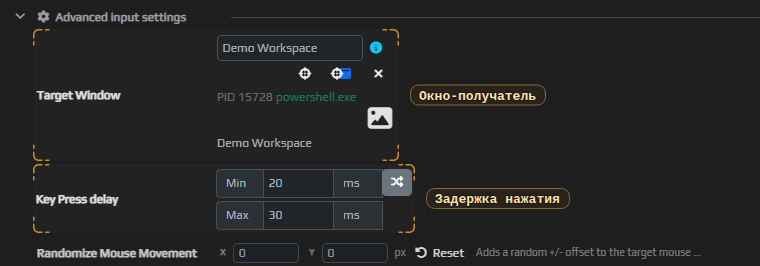 Advanced input settings
Demo Workspace
Target Window
PID 15728 powershell.exe
Окно-получатель
Demo Workspace
Min 20 ms
Key Press delay
Задержка нажатия
Max 30 ms
Randomize Mouse Movement X 0 Y 0 px Reset Adds a random +/- offset to the target mouse ...